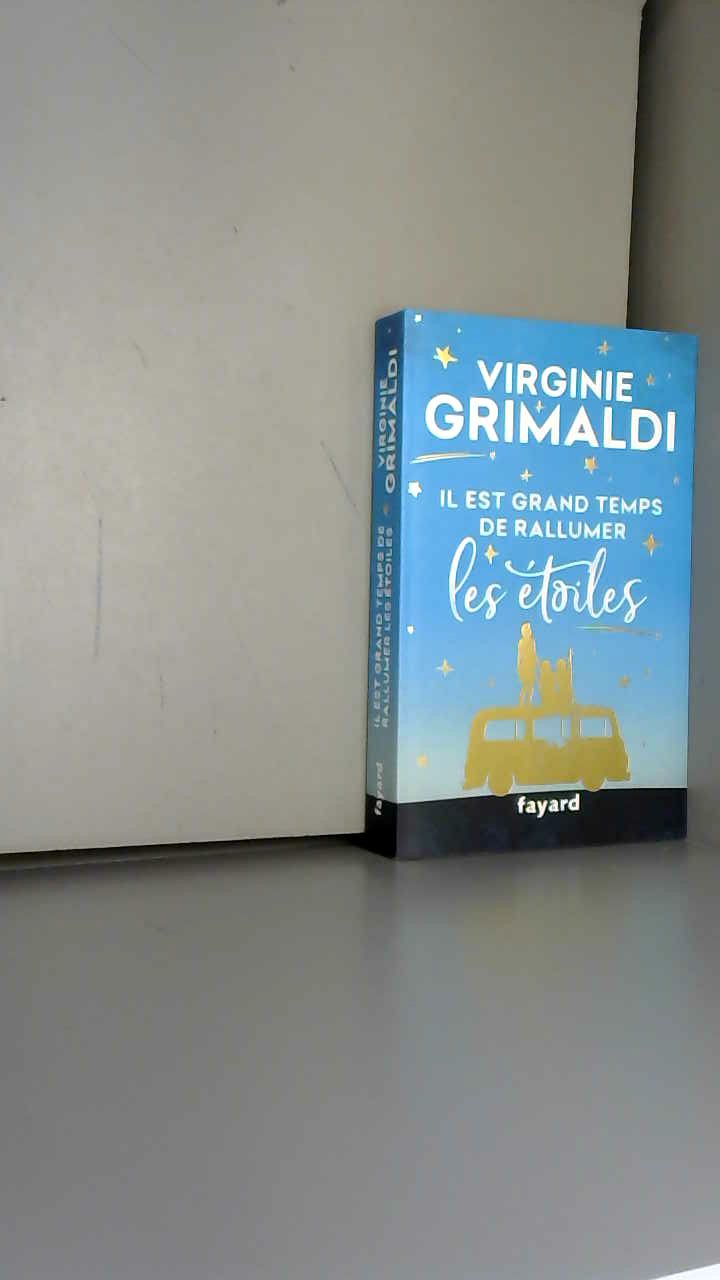 VIRGINIE
GRIMALDI
IL EST GRAND TEMPS
DE RALLUMER
les étoiles
fayard
VIRGINIE
GRIMALDI
IL EST GRAND TEMPS DE
RALLUMER LES ÉTOILES
fayard